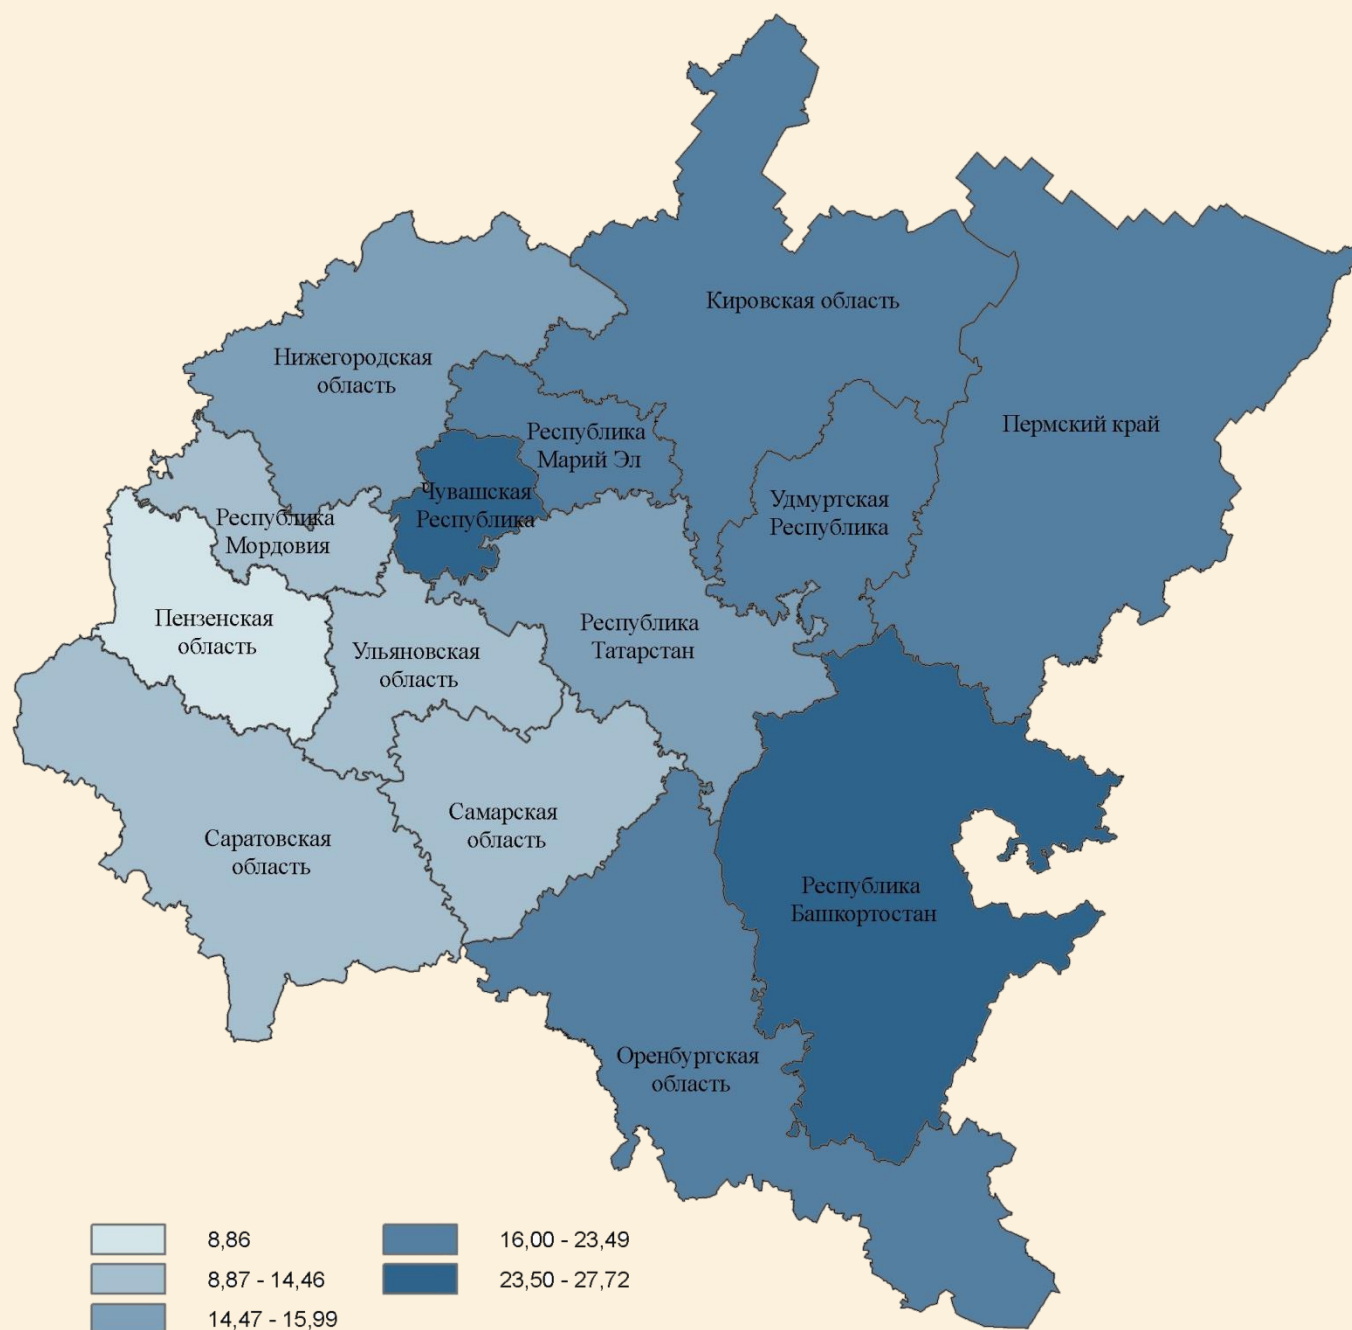 Кировская область
Нижегородская
область
Пермский край
Республика
Марий Эл
Чувашская
Республика
Удмуртская
Республика
Республика
Мордовия
Пензенская
область
Ульяновская
область
Республика
Татарстан
Саратовская
область
Самарская
область
Республика
Башкортостан
Оренбургская
область
8,86
8,87 - 14,46
14,47 - 15,99
16,00 - 23,49
23,50 - 27,72